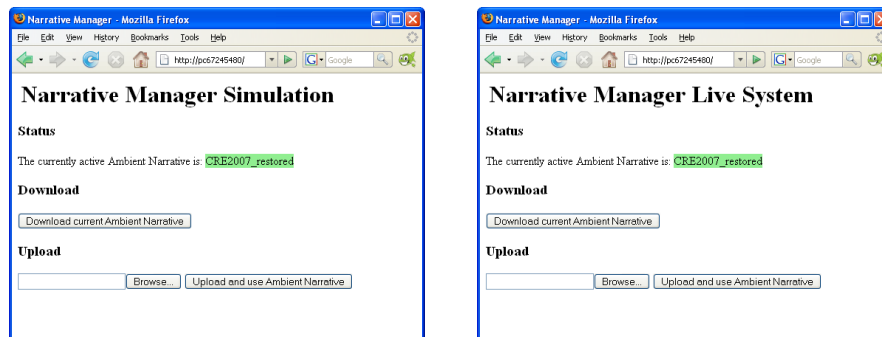 Narrative Manager - Mozilla Firefox
File Edit View History Bookmarks Tools Help
http://pc67245480/
G Google
Narrative Manager Simulation
Status
The currently active Ambient Narrative is: CRE2007_restored
Download
Download current Ambient Narrative
Upload
Browse... Upload and use Ambient Narrative
Narrative Manager - Mozilla Firefox
File Edit View History Bookmarks Tools Help
http://pc67245480/
G Google
Narrative Manager Live System
Status
The currently active Ambient Narrative is: CRE2007_restored
Download
Download current Ambient Narrative
Upload
Browse... Upload and use Ambient Narrative